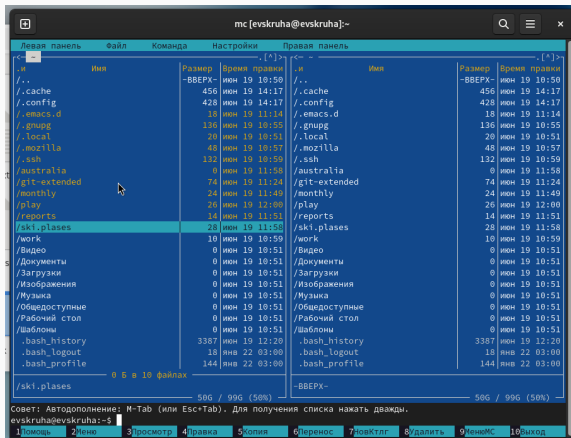 mc [evskruha@evskruha]:~
Левая панель Файл Команда Настройки Правая панель
<- ~ .[^]> <- ~ .[^]>
.и Имя Размер Время правки .и Имя Размер Время правки
/.. -ВВЕРХ- июн 19 10:50 /.. -ВВЕРХ- июн 19 10:50
/.cache 456 июн 19 14:17 /.cache 456 июн 19 14:17
/.config 428 июн 19 14:17 /.config 428 июн 19 14:17
/.emacs.d 18 июн 19 11:14 /.emacs.d 18 июн 19 11:14
/.gnupg 136 июн 19 10:55 /.gnupg 136 июн 19 10:55
/.local 20 июн 19 10:51 /.local 20 июн 19 10:51
/.mozilla 48 июн 19 10:57 /.mozilla 48 июн 19 10:57
/.ssh 132 июн 19 10:59 /.ssh 132 июн 19 10:59
/australia 0 июн 19 11:58 /australia 0 июн 19 11:58
/git-extended 74 июн 19 11:24 /git-extended 74 июн 19 11:24
/monthly 24 июн 19 11:49 /monthly 24 июн 19 11:49
/play 26 июн 19 12:00 /play 26 июн 19 12:00
/reports 14 июн 19 11:51 /reports 14 июн 19 11:51
/ski.plases 28 июн 19 11:58 /ski.plases 28 июн 19 11:58
/work 10 июн 19 10:59 /work 10 июн 19 10:59
/Видео 0 июн 19 10:51 /Видео 0 июн 19 10:51
/Документы 0 июн 19 10:51 /Документы 0 июн 19 10:51
/Загрузки 0 июн 19 10:51 /Загрузки 0 июн 19 10:51
/Изображения 0 июн 19 10:51 /Изображения 0 июн 19 10:51
/Музыка 0 июн 19 10:51 /Музыка 0 июн 19 10:51
/Общедоступные 0 июн 19 10:51 /Общедоступные 0 июн 19 10:51
/Рабочий стол 0 июн 19 10:51 /Рабочий стол 0 июн 19 10:51
/Шаблоны 0 июн 19 10:51 /Шаблоны 0 июн 19 10:51
.bash_history 3387 июн 19 12:20 .bash_history 3387 июн 19 12:20
.bash_logout 18 янв 22 03:00 .bash_logout 18 янв 22 03:00
.bash_profile 144 янв 22 03:00 .bash_profile 144 янв 22 03:00
0 Б в 10 файлах
/ski.plases -ВВЕРХ-
50G / 99G (50%) 50G / 99G (50%)
Совет: Автодополнение: M-Tab (или Esc+Tab). Для получения списка нажать дважды.
evskruha@evskruha:~$
1Помощь 2Меню 3Просмотр 4Правка 5Копия 6Перенос 7НовКтлг 8Удалить 9МенюMC 10Выход